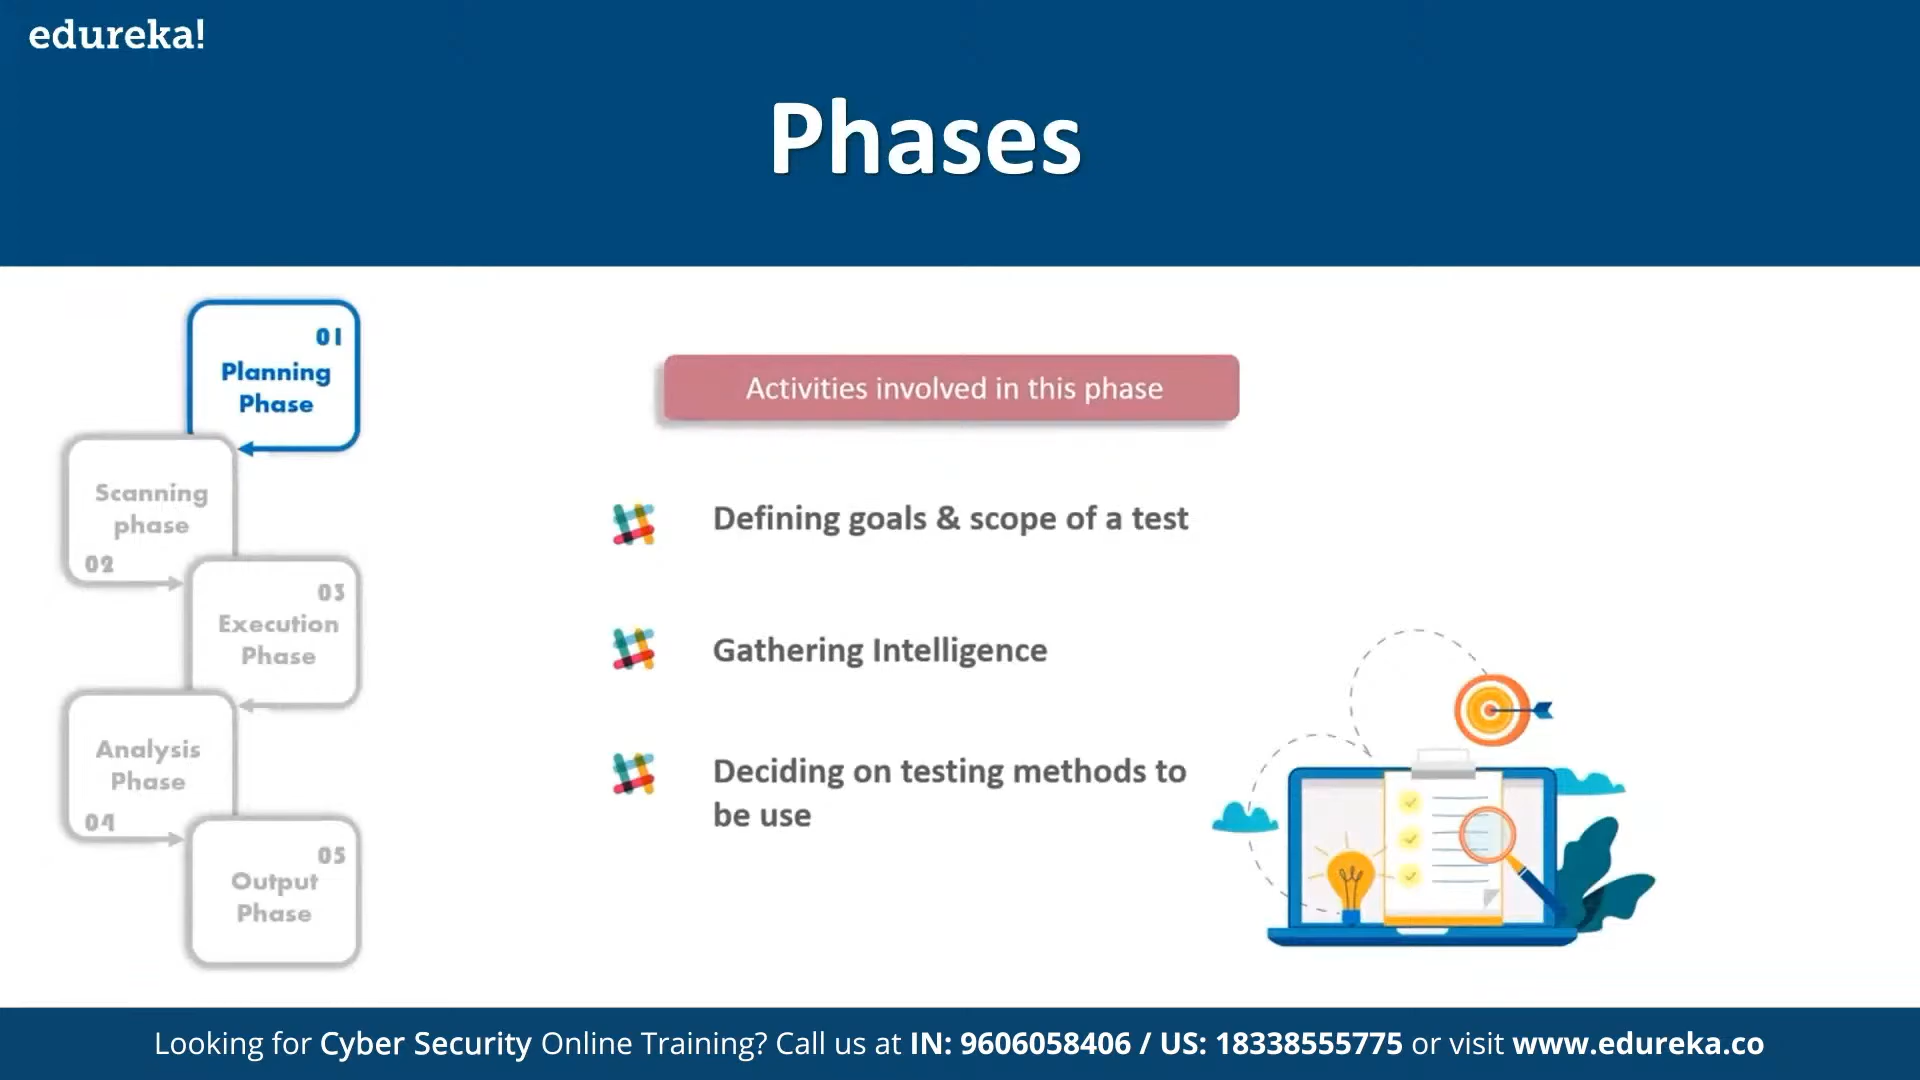 edureka!
Phases
01
Planning
Phase
Scanning
phase
02
03
Execution
Phase
Analysis
Phase
04
05
Output
Phase
Activities involved in this phase
Defining goals & scope of a test
Gathering Intelligence
Deciding on testing methods to
be use
Looking for Cyber Security Online Training? Call us at IN: 9606058406 / US: 18338555775 or visit www.edureka.co